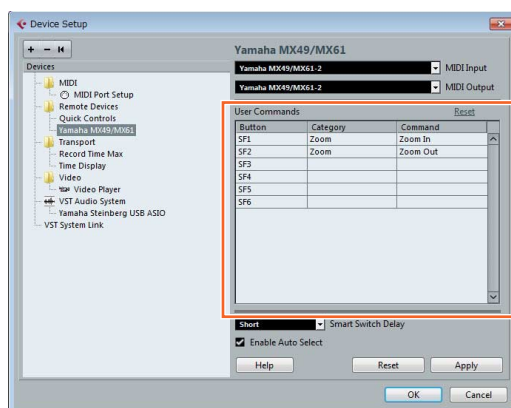 Device Setup
Yamaha MX49/MX61
Devices
MIDI
MIDI Port Setup
Remote Devices
Quick Controls
Yamaha MX49/MX61
Transport
Record Time Max
Time Display
Video
Video Player
VST Audio System
Yamaha Steinberg USB ASIO
VST System Link
Yamaha MX49/MX61-2 MIDI Input
Yamaha MX49/MX61-2 MIDI Output
User Commands Reset
Button Category Command
SF1 Zoom Zoom In
SF2 Zoom Zoom Out
SF3
SF4
SF5
SF6
Short Smart Switch Delay
Enable Auto Select
Help Reset Apply
OK Cancel